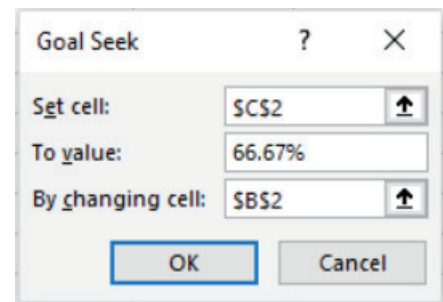 Goal Seek ? ×
Set cell: $C$2
To value: 66.67%
By changing cell: $B$2
OK Cancel